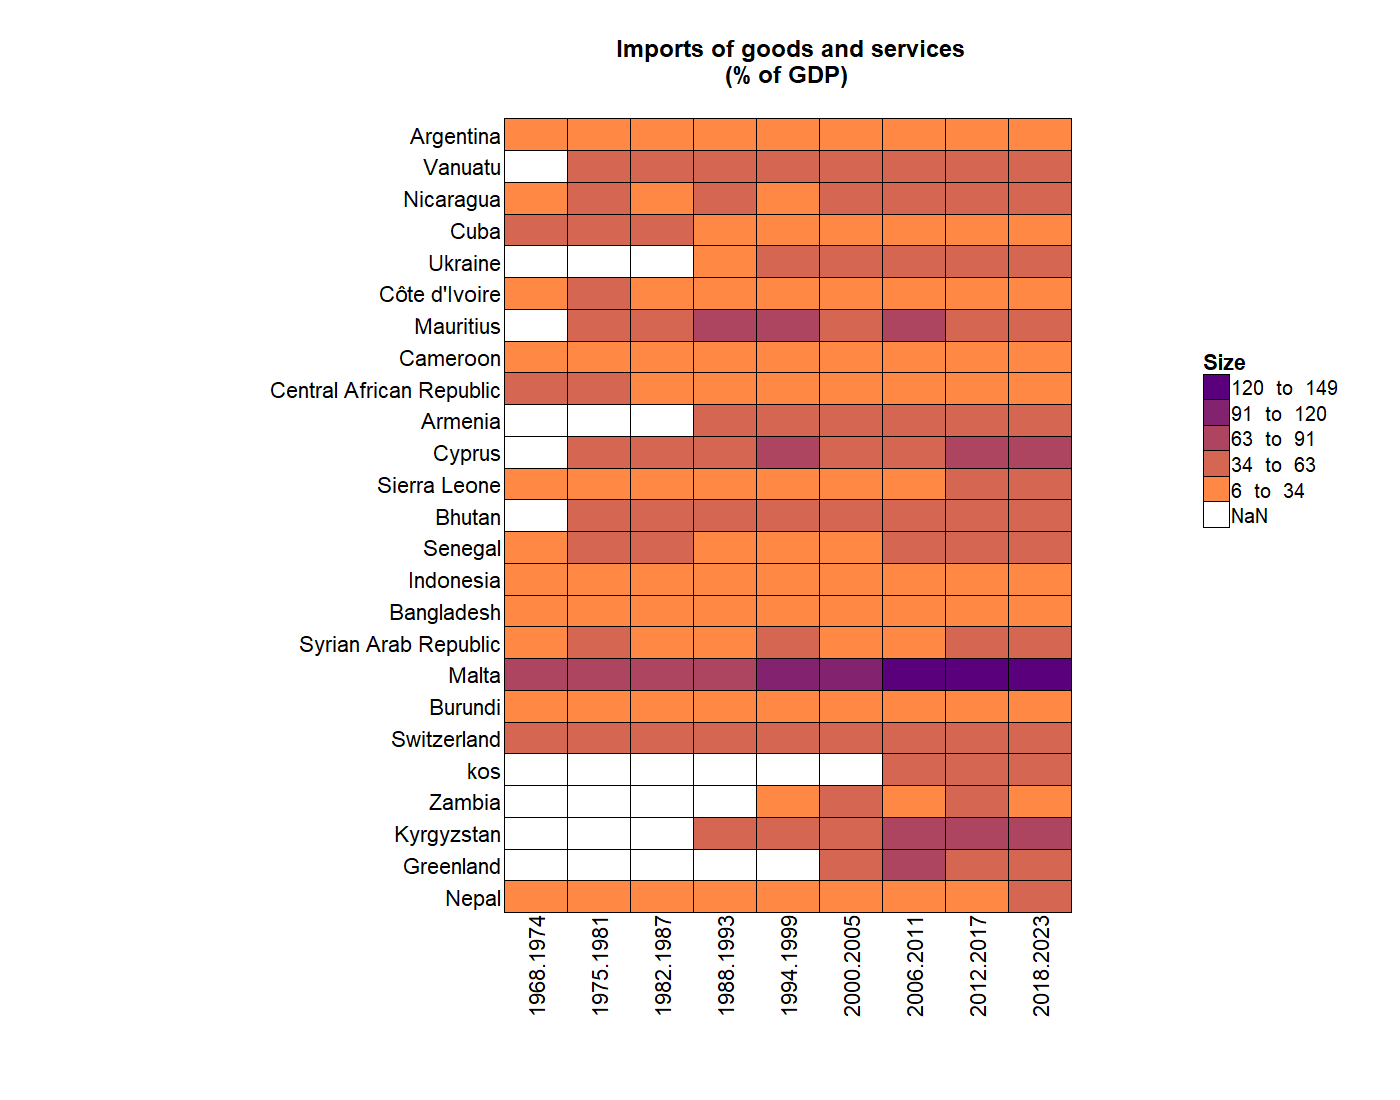 Imports of goods and services
(% of GDP)
Argentina
Vanuatu
Nicaragua
Cuba
Ukraine
Côte d'Ivoire
Mauritius
Cameroon
Central African Republic
Armenia
Cyprus
Sierra Leone
Bhutan
Senegal
Indonesia
Bangladesh
Syrian Arab Republic
Malta
Burundi
Switzerland
kos
Zambia
Kyrgyzstan
Greenland
Nepal
1968.1974
1975.1981
1982.1987
1988.1993
1994.1999
2000.2005
2006.2011
2012.2017
2018.2023
Size
120 to 149
91 to 120
63 to 91
34 to 63
6 to 34
NaN